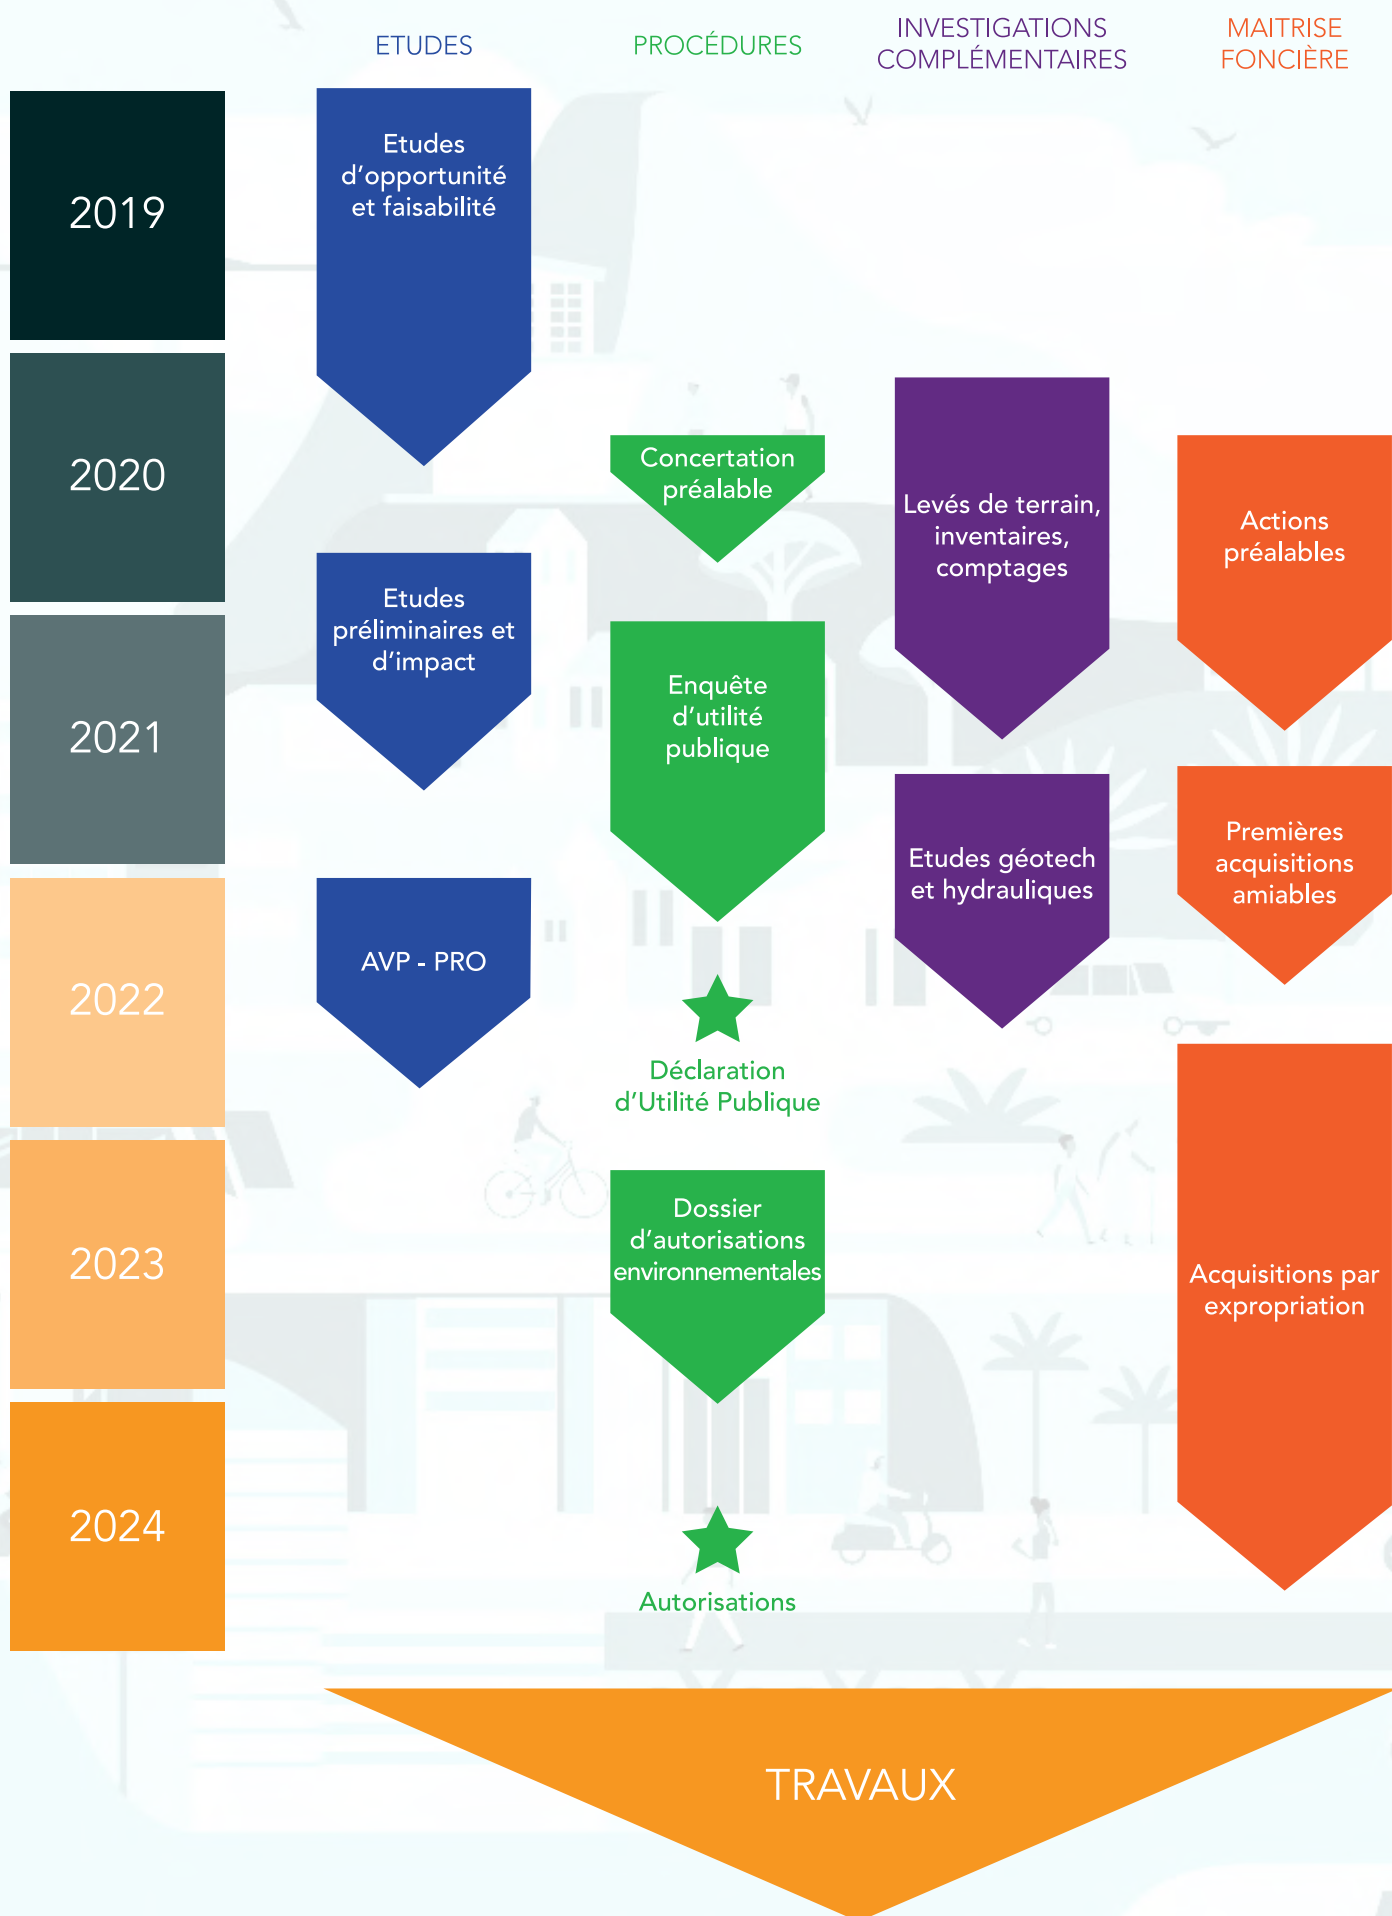 ETUDES
PROCÉDURES
INVESTIGATIONS
COMPLÉMENTAIRES
MAITRISE
FONCIÈRE
2019
Etudes
d'opportunité
et faisabilité
2020
Concertation
préalable
Levés de terrain,
inventaires,
comptages
Actions
préalables
Etudes
préliminaires et
d'impact
2021
Enquête
d'utilité
publique
Etudes géotech
et hydrauliques
Premières
acquisitions
amiables
2022
AVP - PRO
Déclaration
d'Utilité Publique
2023
Dossier
d'autorisations
environnementales
Acquisitions par
expropriation
2024
Autorisations
TRAVAUX